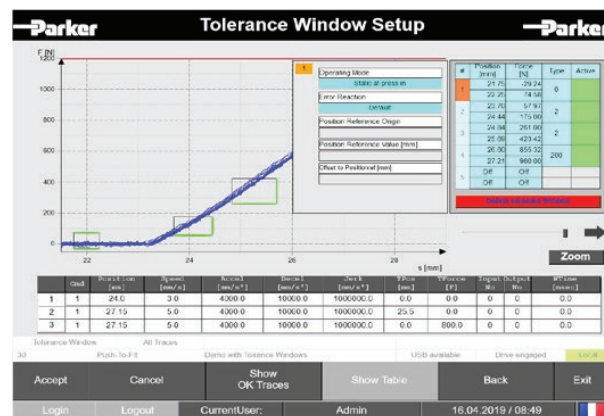 Parker
Tolerance Window Setup
Parker
F [N]
1200
1000
800
600
400
200
0
22
24
26
28
s [mm]
1
Operating Mode
Static at press in
Error Reaction
Default
Position Reference Origin
Position Reference Value [mm]
Offset to Positionref [mm]
# Position [mm] Force [N] Type Active
1 21.75 -29.24 0
22.25 74.58
2 23.70 57.97 2
24.44 175.00
3 24.84 261.00 2
25.69 429.42
4 26.90 855.32 200
27.21 960.00
5 Off Off
Off Off
Zoom
Cmd Position [mm] Speed [mm/s] Accel [mm/s²] Decel [mm/s²] Jerk [mm/s³] TPos [mm] TForce [F] Input No Output No WTime [msec]
1 1 24.0 3.0 4000.0 10000.0 1000000.0 0.0 0.0 0 0 0.0
2 1 27.15 5.0 4000.0 10000.0 1000000.0 25.5 0.0 0 0 0.0
3 1 27.15 5.0 4000.0 10000.0 1000000.0 0.0 800.0 0 0 0.0
Tolerance Window All Traces
30 Push-To-Fit Demo with Tolerance Windows USB available Drive engaged Local
Accept Cancel Show OK Traces Show Table Back Exit
Login Logout CurrentUser: Admin 16.04.2019 / 08:49